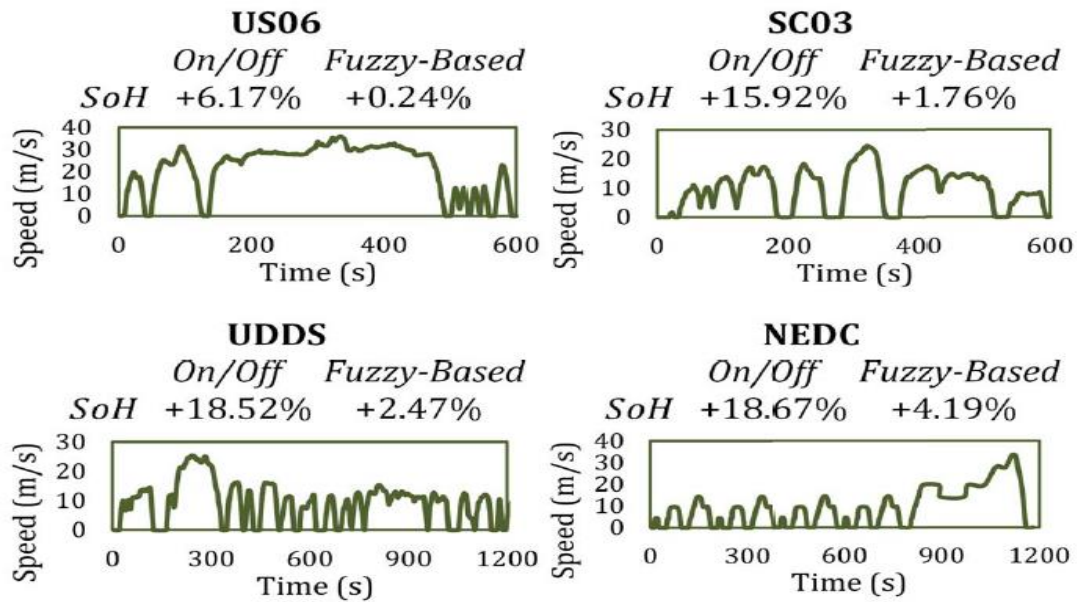 US06
On/Off Fuzzy-Based
SoH +6.17% +0.24%
Speed (m/s)
40
30
20
10
0
0 200 400 600
Time (s)
SC03
On/Off Fuzzy-Based
SoH +15.92% +1.76%
Speed (m/s)
30
20
10
0
0 200 400 600
Time (s)
UDDS
On/Off Fuzzy-Based
SoH +18.52% +2.47%
Speed (m/s)
30
20
10
0
0 300 600 900 1200
Time (s)
NEDC
On/Off Fuzzy-Based
SoH +18.67% +4.19%
Speed (m/s)
40
30
20
10
0
0 300 600 900 1200
Time (s)